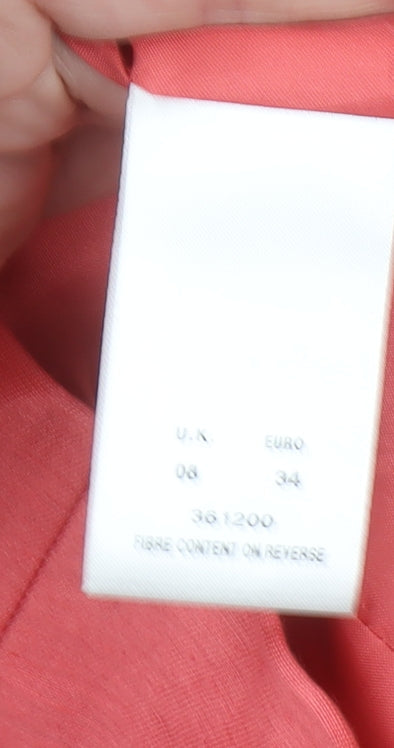 U.K. EURO
08 34
361200
FIBRE CONTENT ON REVERSE